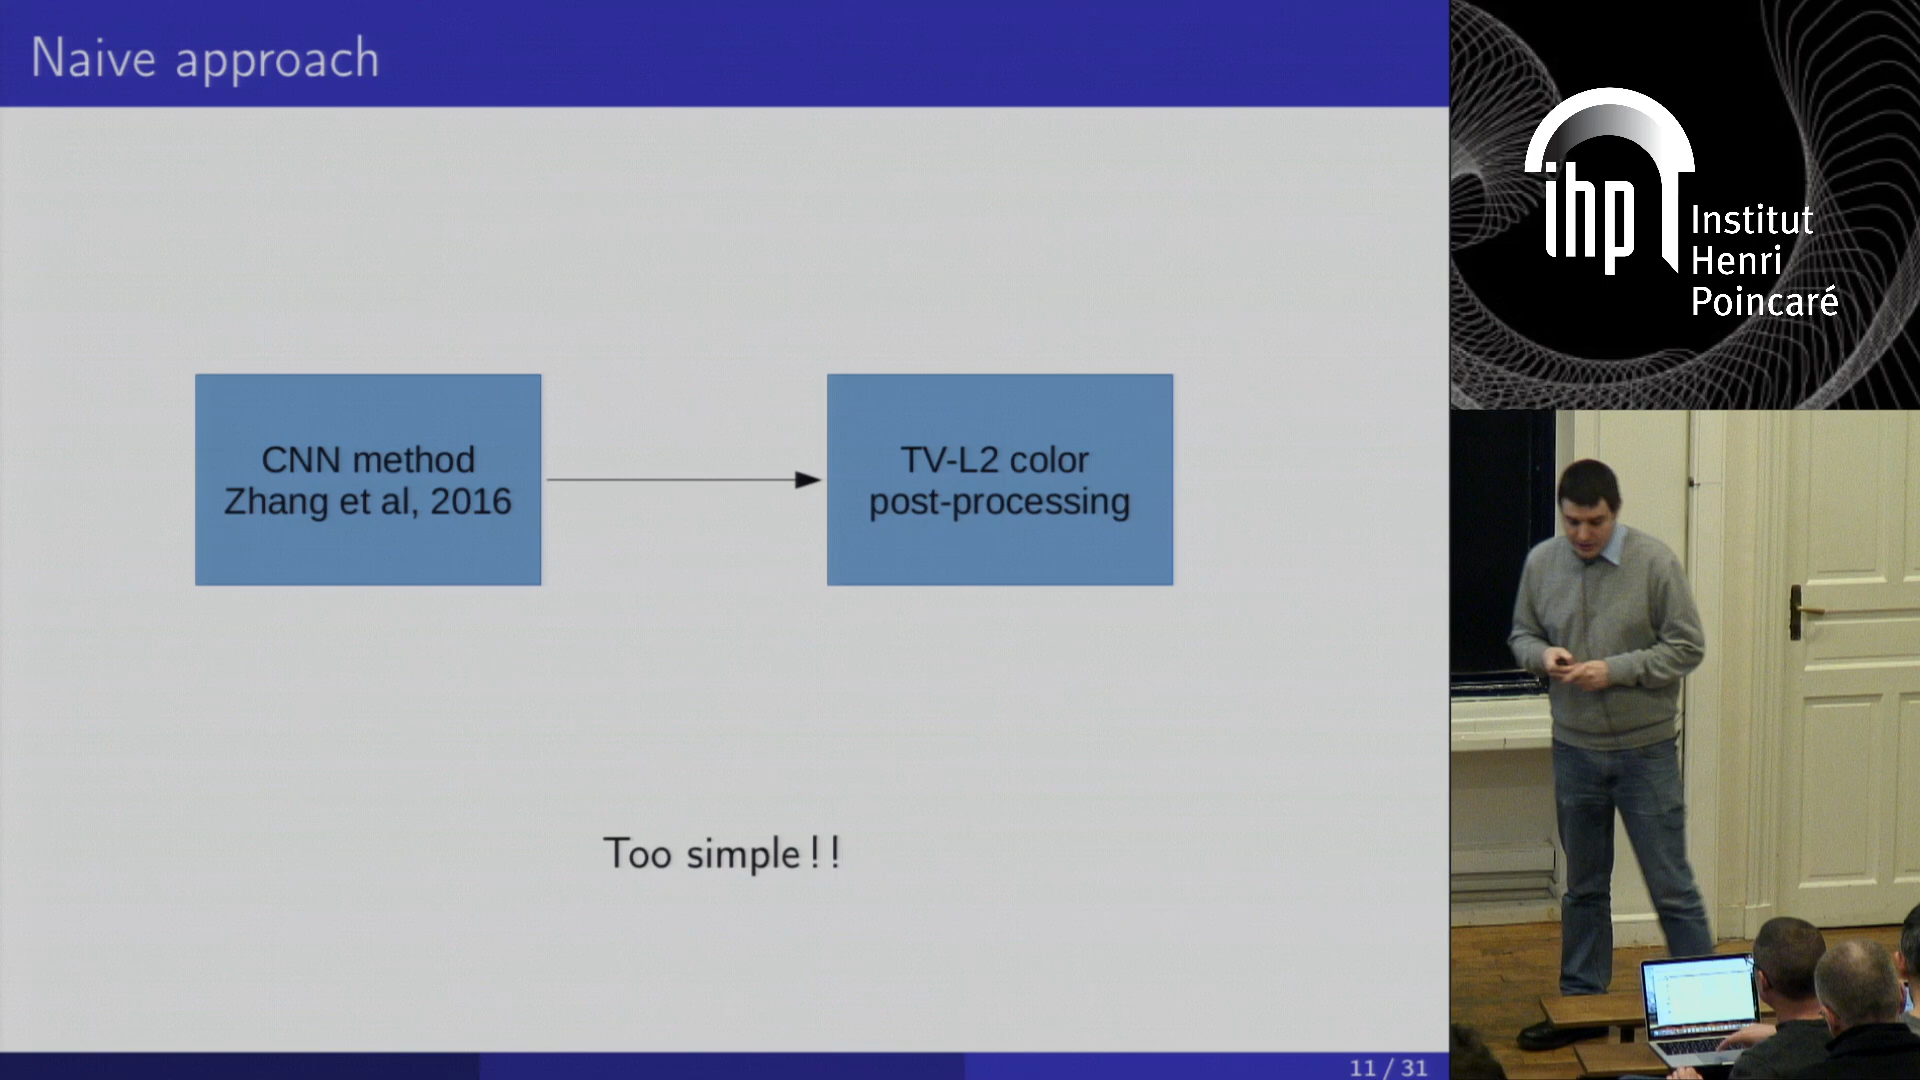 Naive approach
CNN method
Zhang et al, 2016
TV-L2 color
post-processing
Too simple ! !
11 / 31
ihp
Institut
Henri
Poincaré